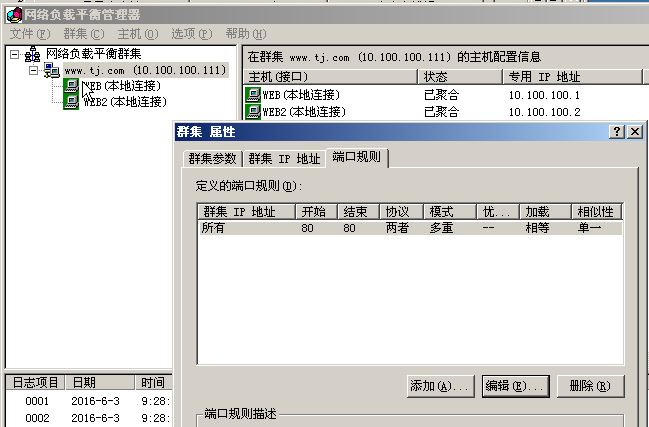 网络负载平衡管理器
文件(F) 群集(C) 主机(O) 选项(P) 帮助(H)
网络负载平衡群集
www.tj.com (10.100.100.111)
WEB(本地连接)
WEB2(本地连接)
在群集 www.tj.com (10.100.100.111) 的主机配置信息
主机(接口) 状态 专用 IP 地址
WEB(本地连接) 已聚合 10.100.100.1
WEB2(本地连接) 已聚合 10.100.100.2
群集 属性
群集参数 群集 IP 地址 端口规则
定义的端口规则(D):
群集 IP 地址 开始 结束 协议 模式 优... 加载 相似性
所有 80 80 两者 多重 -- 相等 单一
添加(A)... 编辑(E)... 删除(R)
端口规则描述
日志项目 日期 时间
0001 2016-6-3 9:28:
0002 2016-6-3 9:28: